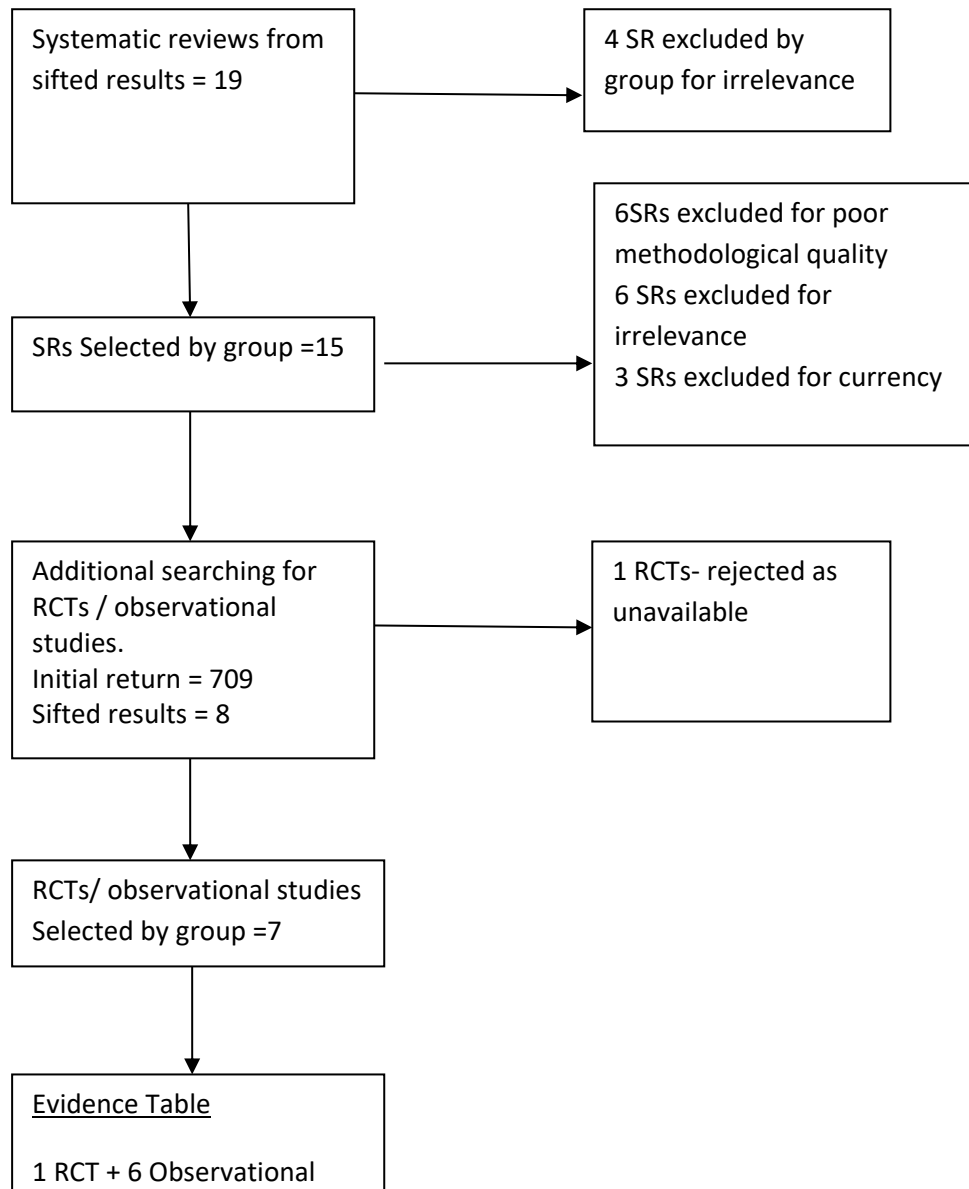 Systematic reviews from
sifted results = 19
4 SR excluded by
group for irrelevance
6SRs excluded for poor
methodological quality
6 SRs excluded for
irrelevance
3 SRs excluded for currency
SRs Selected by group =15
Additional searching for
RCTs / observational
studies.
Initial return = 709
Sifted results = 8
1 RCTs- rejected as
unavailable
RCTs/ observational studies
Selected by group =7
Evidence Table
1 RCT + 6 Observational